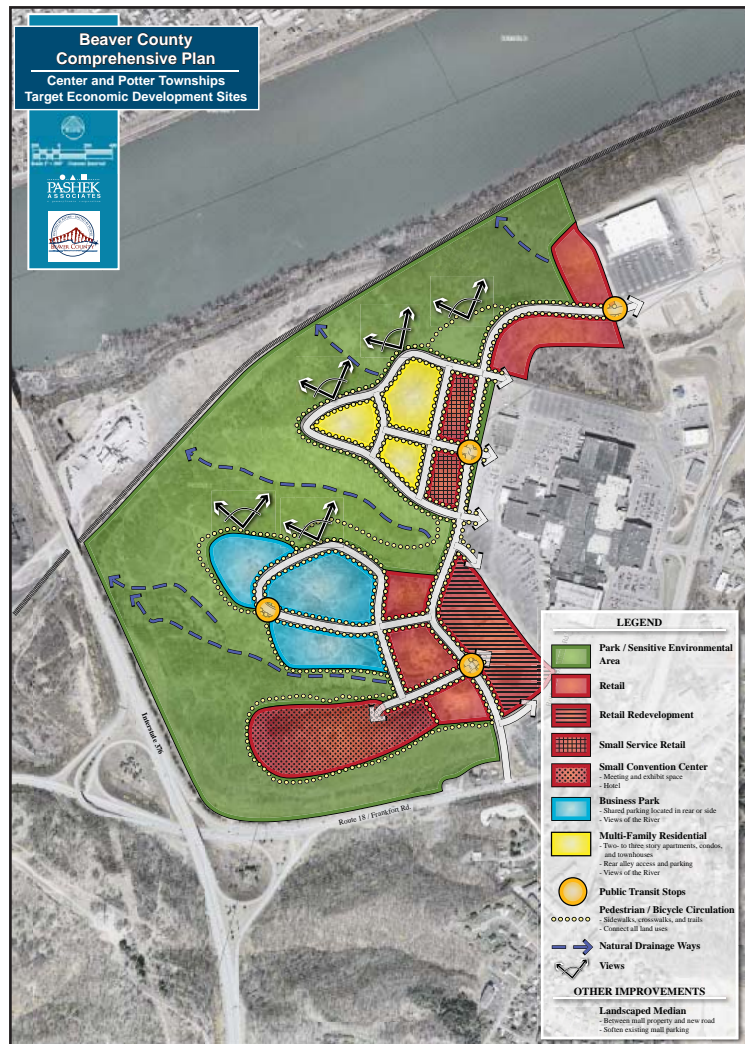 Beaver County
Comprehensive Plan
Center and Potter Townships
Target Economic Development Sites
PASHEK
ASSOCIATES
BEAVER COUNTY
Interstate 376
Route 18 / Frankfort Rd.
LEGEND
Park / Sensitive Environmental
Area
Retail
Retail Redevelopment
Small Service Retail
Small Convention Center
- Meeting and exhibit space
- Hotel
Business Park
- Shared parking located in rear or side
- Views of the River
Multi-Family Residential
- Two- to three story apartments, condos,
and townhouses
- Rear alley access and parking
- Views of the River
Public Transit Stops
Pedestrian / Bicycle Circulation
- Sidewalks, crosswalks, and trails
- Connect all land uses
Natural Drainage Ways
Views
OTHER IMPROVEMENTS
Landscaped Median
- Between mall property and new road
- Soften existing mall parking